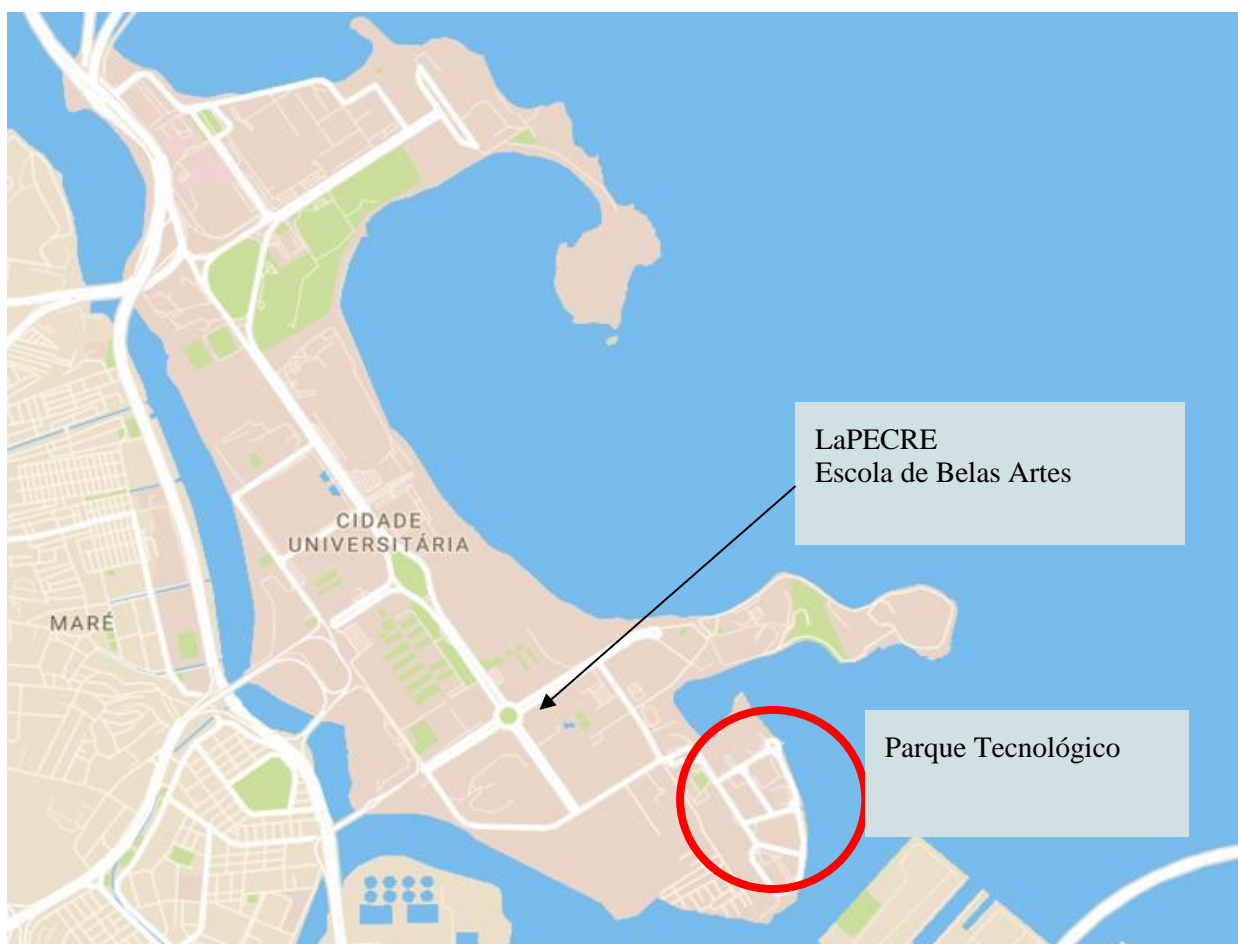 LaPECRE
Escola de Belas Artes
CIDADE
UNIVERSITÁRIA
MARÉ
Parque Tecnológico